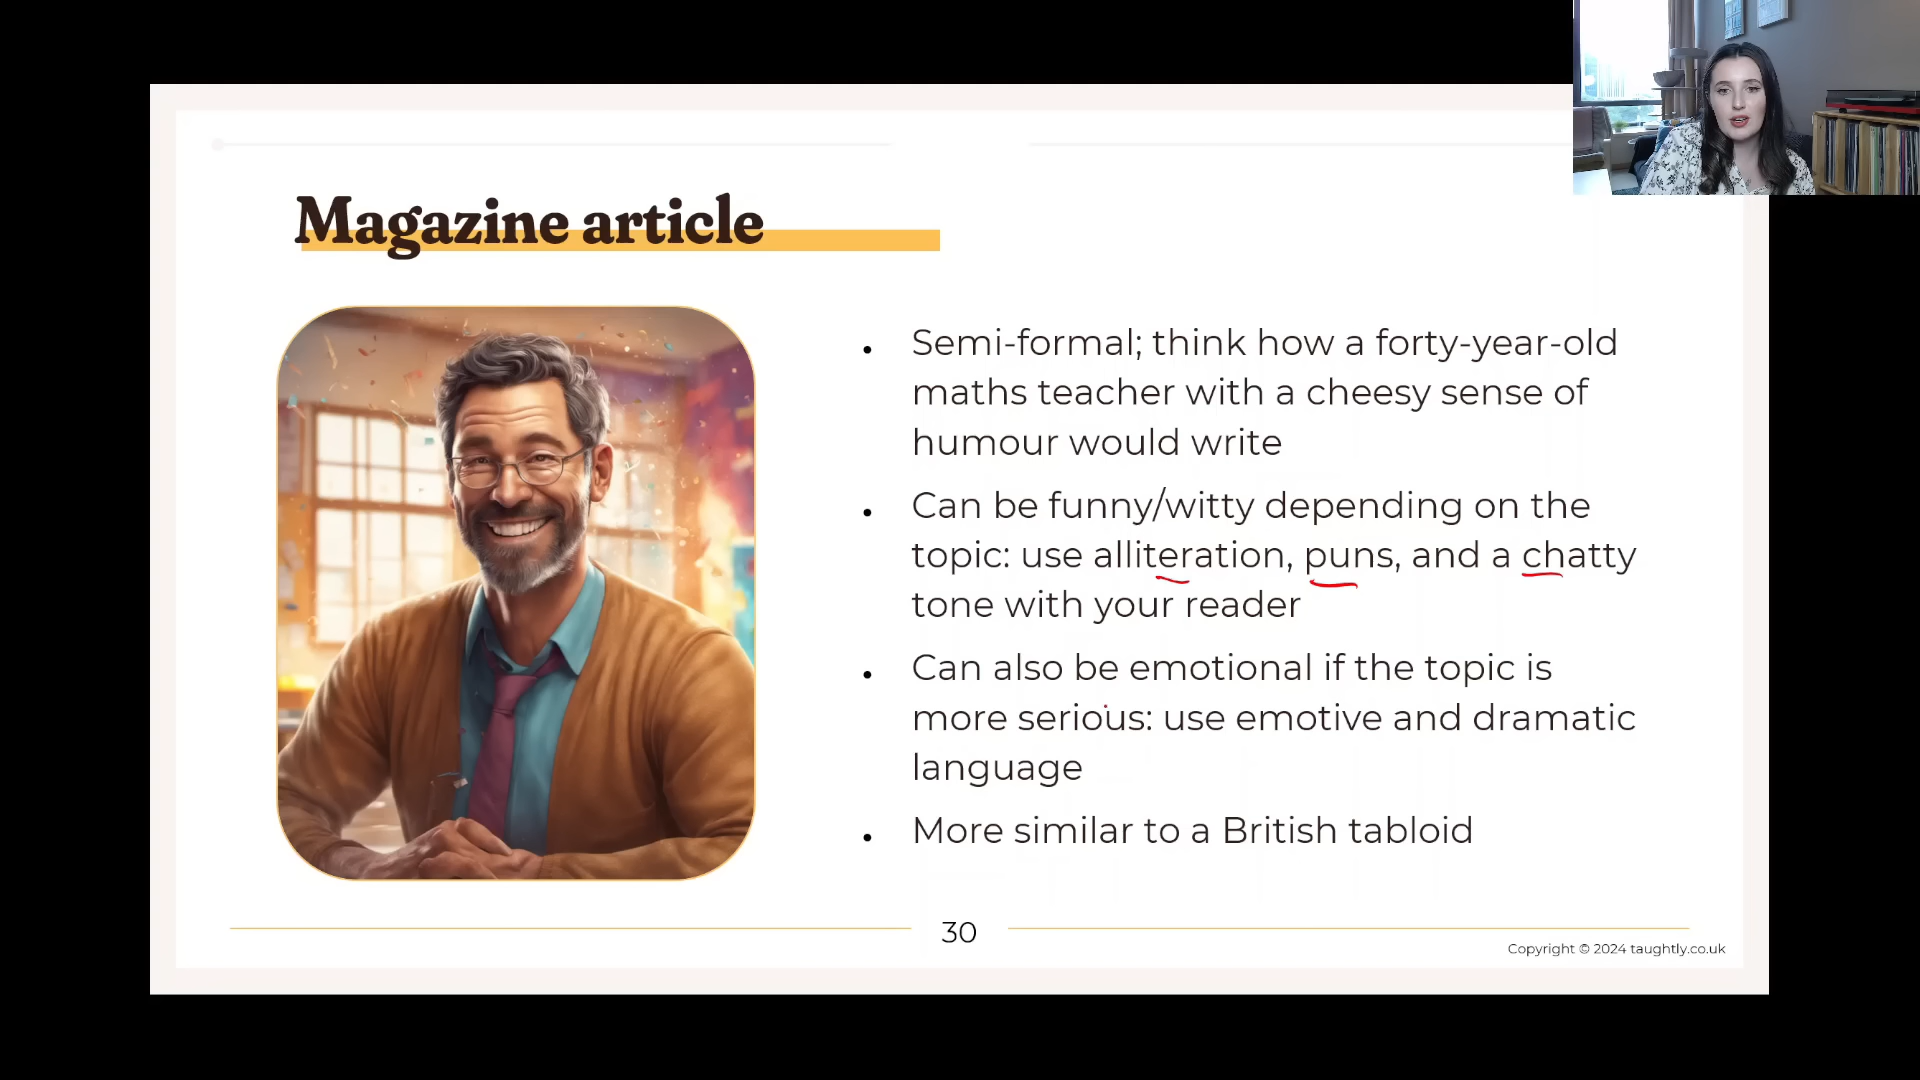 Magazine article
• Semi-formal; think how a forty-year-old
maths teacher with a cheesy sense of
humour would write
• Can be funny/witty depending on the
topic: use alliteration, puns, and a chatty
tone with your reader
• Can also be emotional if the topic is
more serious: use emotive and dramatic
language
• More similar to a British tabloid
30
Copyright © 2024 taughtly.co.uk